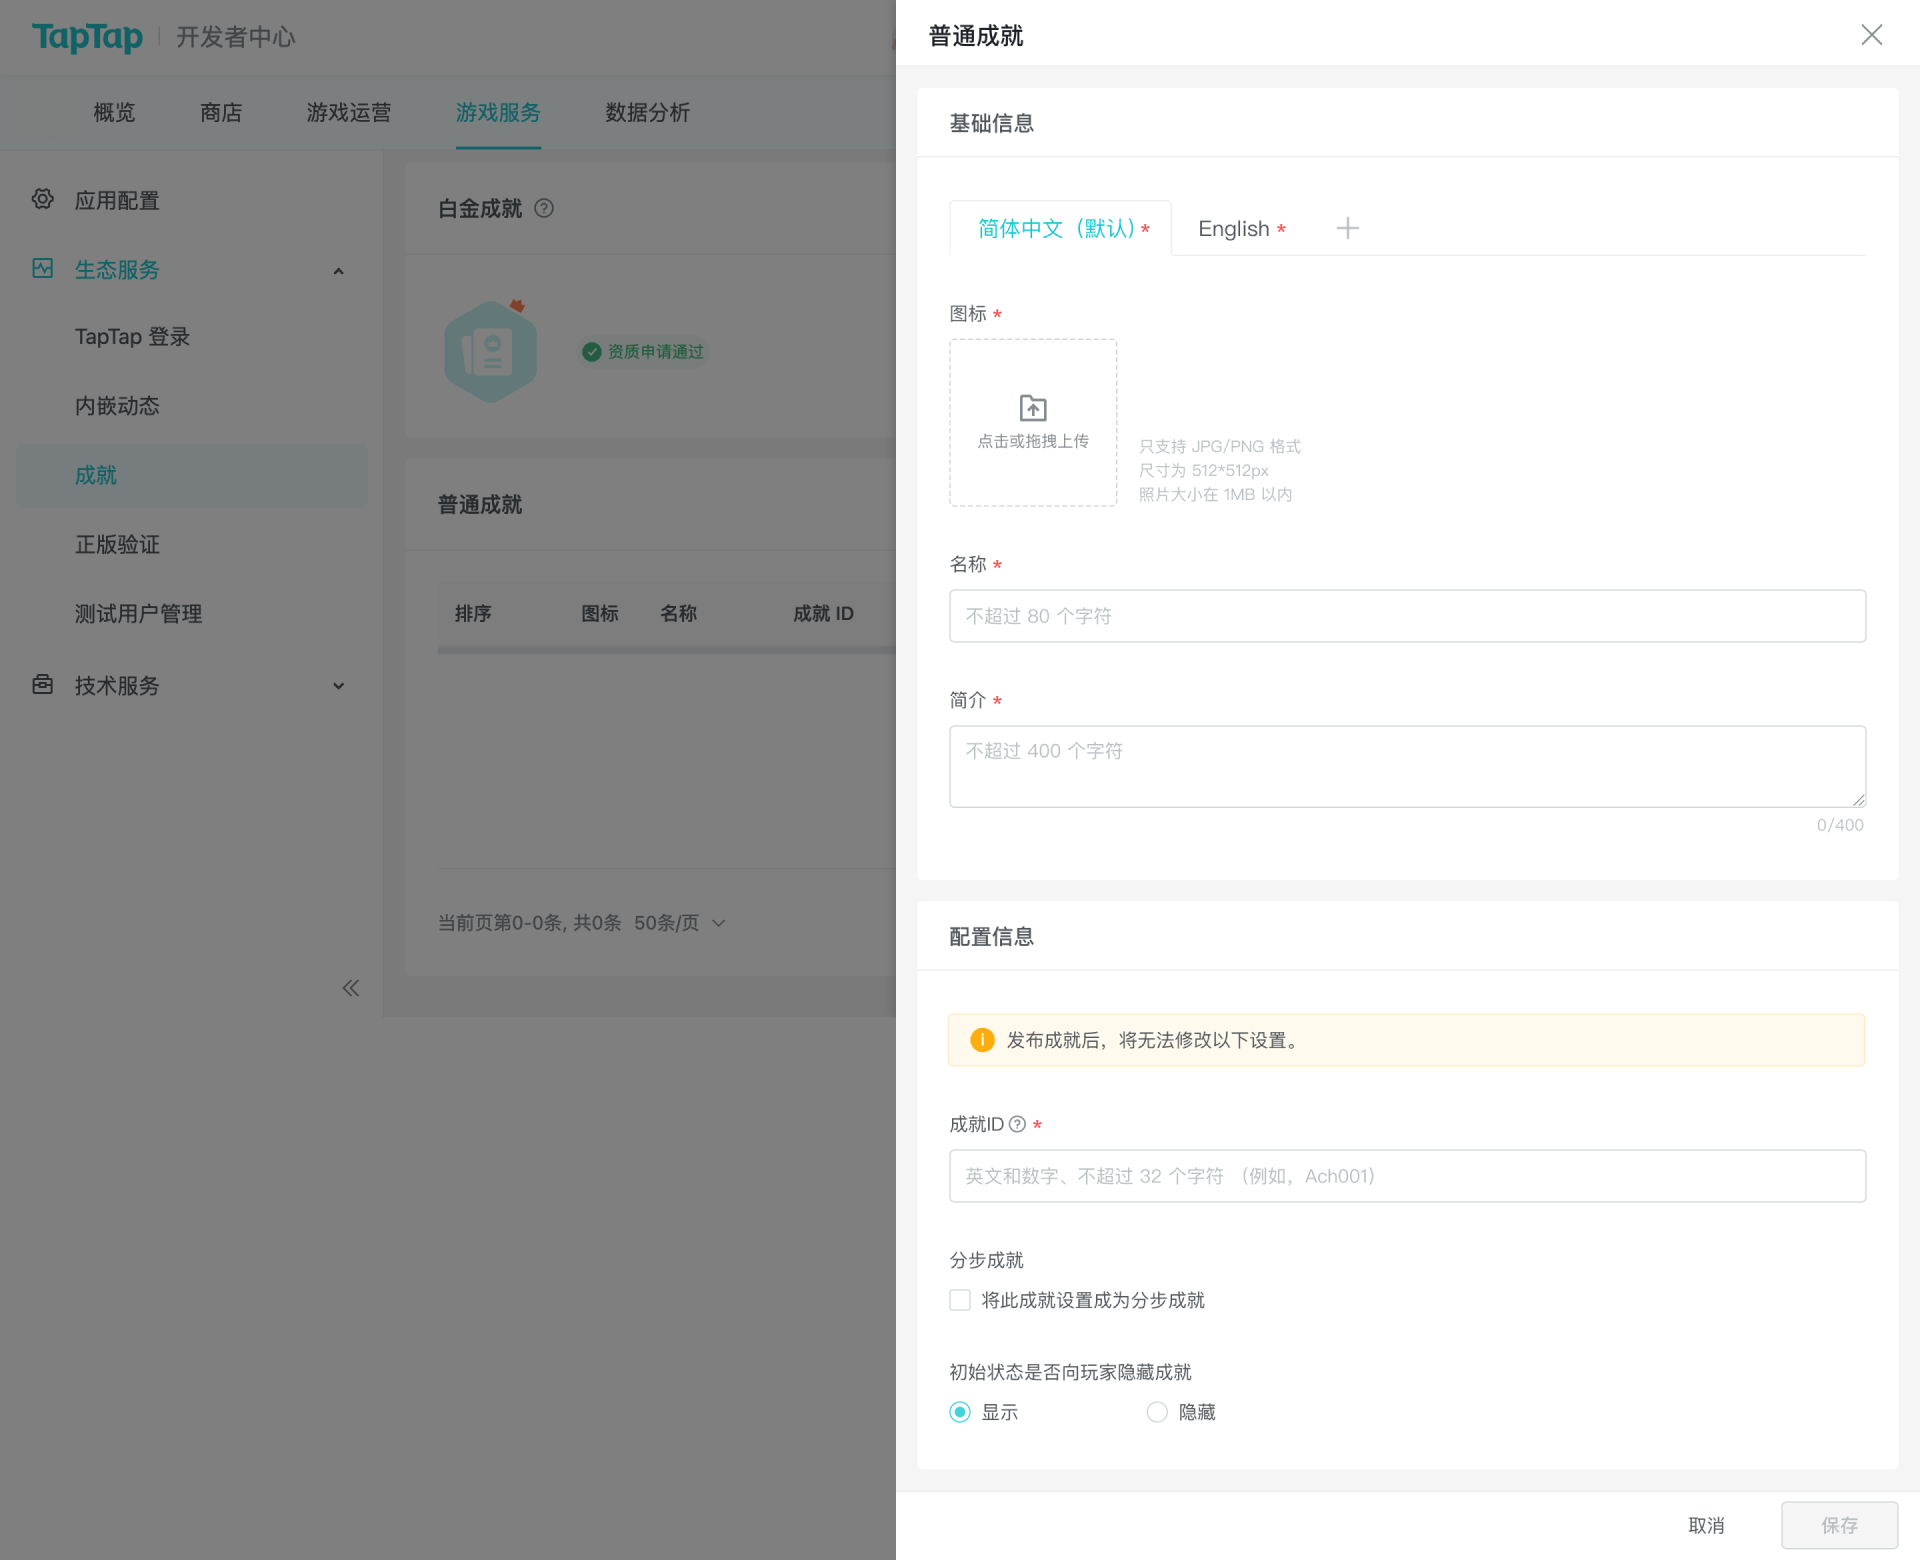 TapTap 开发者中心
概览 商店 游戏运营 游戏服务 数据分析
应用配置
生态服务
TapTap 登录
内嵌动态
成就
正版验证
测试用户管理
技术服务
白金成就
资质申请通过
普通成就
排序 图标 名称 成就 ID
当前页第0-0条, 共0条 50条/页
普通成就
基础信息
简体中文（默认）* English *
图标 *
点击或拖拽上传
只支持 JPG/PNG 格式
尺寸为 512*512px
照片大小在 1MB 以内
名称 *
不超过 80 个字符
简介 *
不超过 400 个字符
0/400
配置信息
发布成就后，将无法修改以下设置。
成就ID *
英文和数字、不超过 32 个字符 （例如，Ach001）
分步成就
将此成就设置成为分步成就
初始状态是否向玩家隐藏成就
显示 隐藏
取消 保存